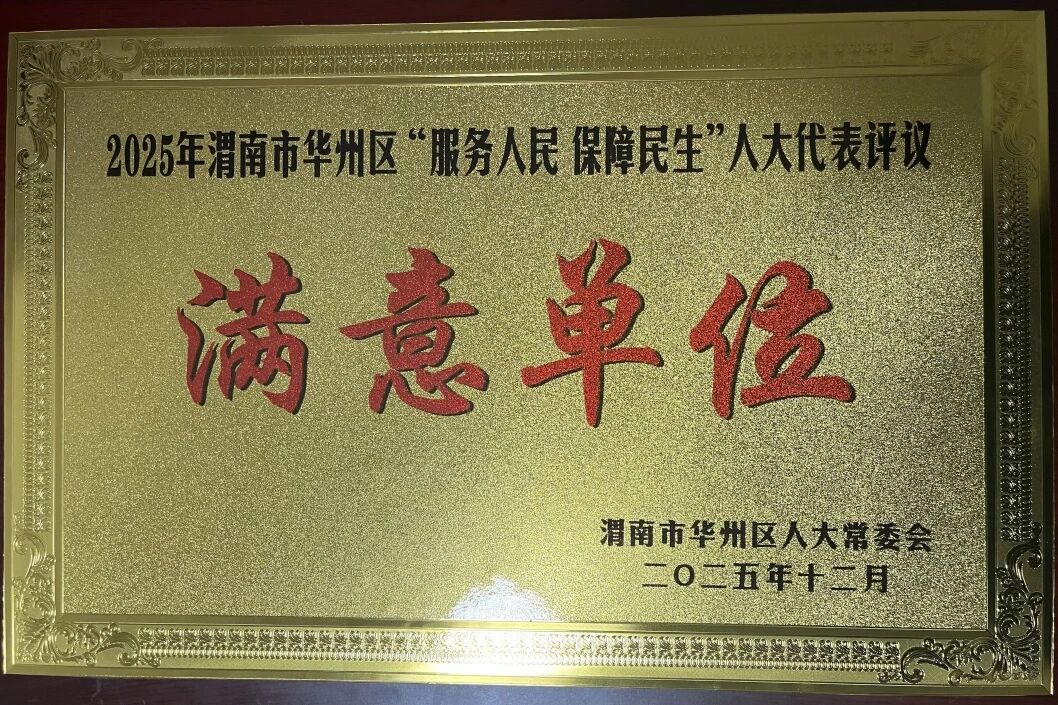 2025年渭南市华州区“服务人民 保障民生”人大代表评议
满意单位
渭南市华州区人大常委会
二〇二五年十二月